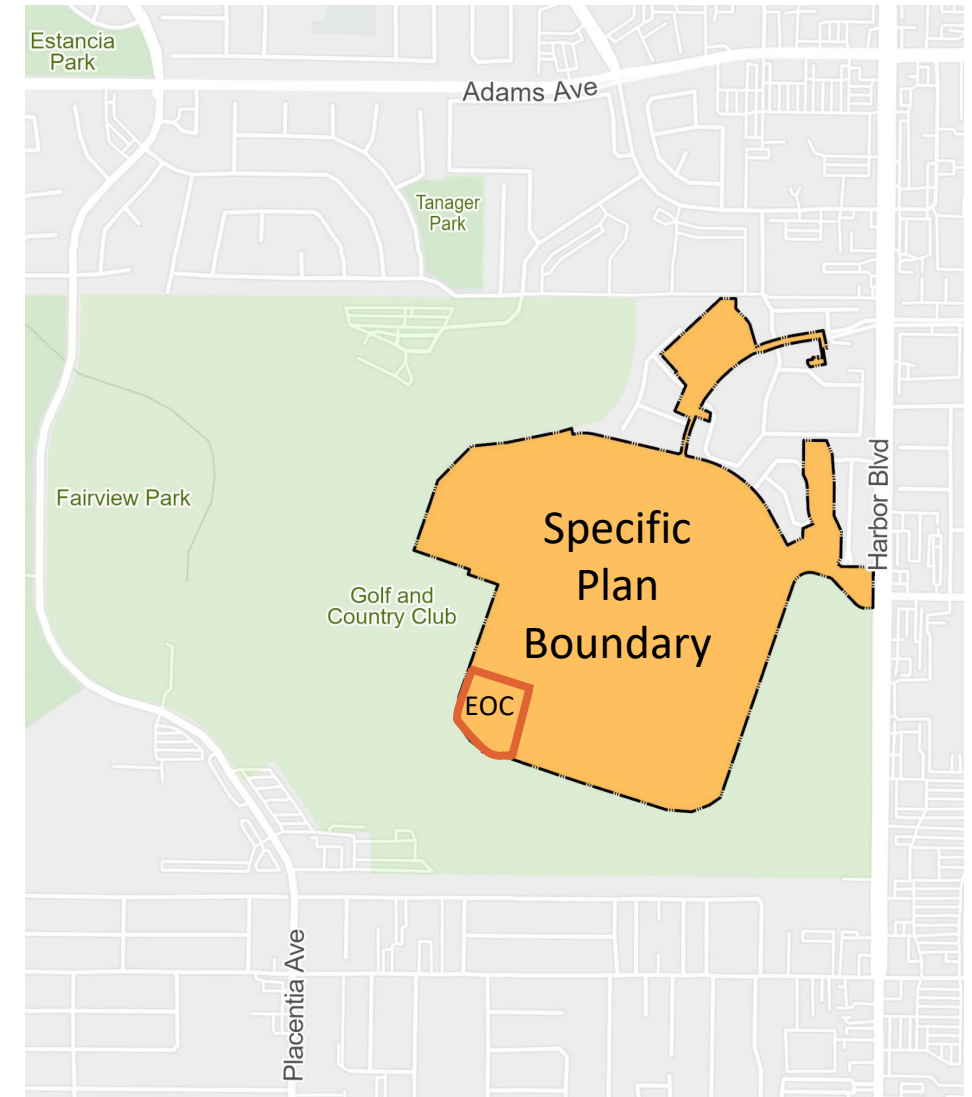 Estancia
Park
Adams Ave
Tanager
Park
Harbor Blvd
Fairview Park
Specific
Plan
Boundary
Golf and
Country Club
EOC
Placentia Ave